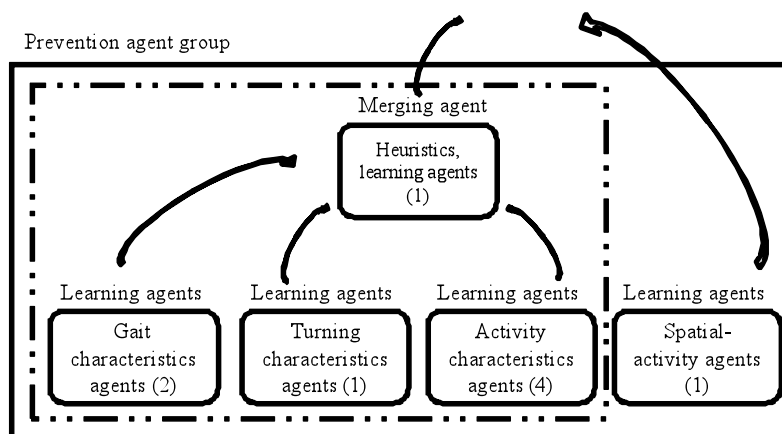 Prevention agent group
Merging agent
Heuristics,
learning agents
(1)
Learning agents
Learning agents
Learning agents
Learning agents
Gait
characteristics
agents (2)
Turning
characteristics
agents (1)
Activity
characteristics
agents (4)
Spatial-
activity agents
(1)